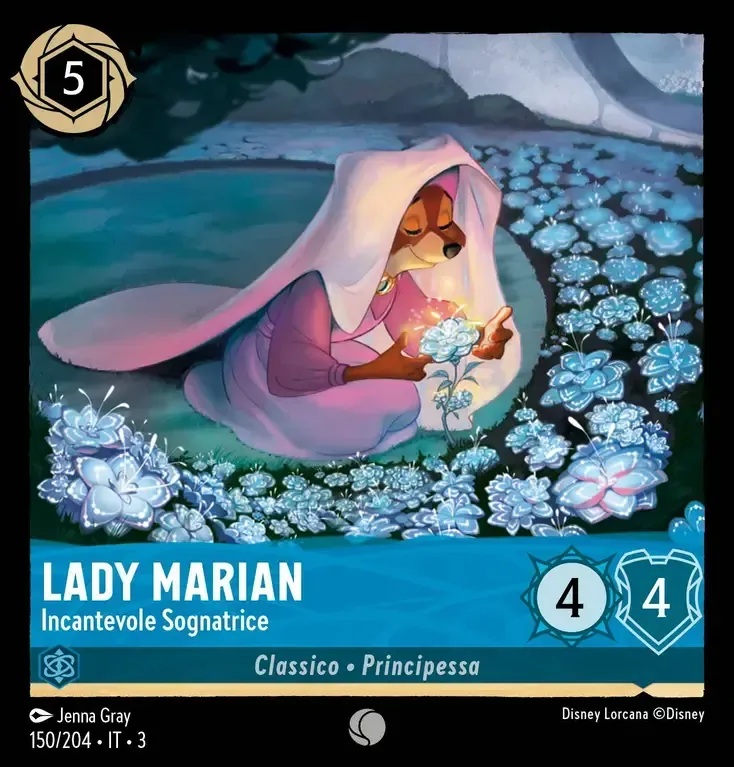 5
LADY MARIAN
Incantevole Sognatrice
4
4
Classico • Principessa
Jenna Gray
Disney Lorcana ©Disney
150/204 • IT • 3